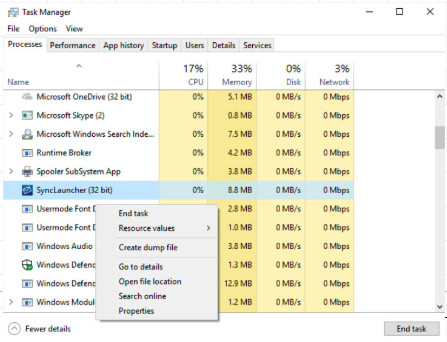 Task Manager
File Options View
Processes Performance App history Startup Users Details Services
17% 33% 0% 3%
Name CPU Memory Disk Network
Microsoft OneDrive (32 bit) 0% 5.1 MB 0 MB/s 0 Mbps
Microsoft Skype (2) 0% 0.8 MB 0 MB/s 0 Mbps
Microsoft Windows Search Inde... 0% 7.5 MB 0 MB/s 0 Mbps
Runtime Broker 0% 4.2 MB 0 MB/s 0 Mbps
Spooler SubSystem App 0% 3.8 MB 0 MB/s 0 Mbps
SyncLauncher (32 bit) 0% 8.8 MB 0 MB/s 0 Mbps
Usermode Font D 2.8 MB 0 MB/s 0 Mbps
Usermode Font D 1.0 MB 0 MB/s 0 Mbps
Windows Audio 3.8 MB 0 MB/s 0 Mbps
Windows Defend 1.3 MB 0 MB/s 0 Mbps
Windows Defend 12.9 MB 0 MB/s 0 Mbps
Windows Modul 1.2 MB 0 MB/s 0 Mbps
End task
Resource values
Create dump file
Go to details
Open file location
Search online
Properties
Fewer details End task